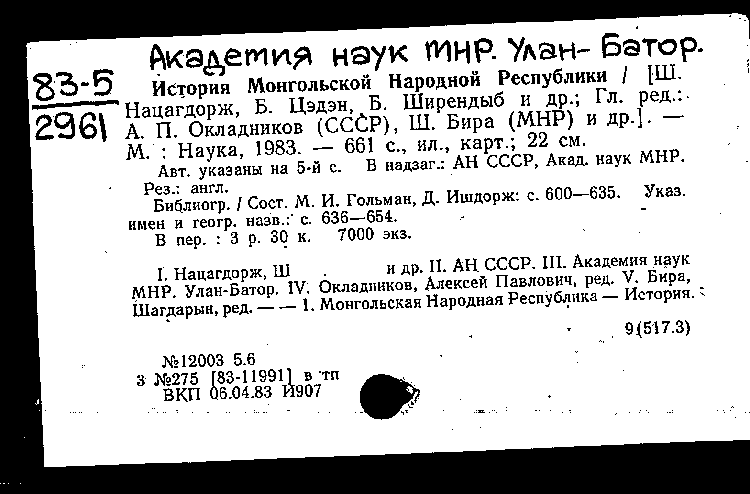 Академия наук МНР. Улан-Батор.
83-5
2961
История Монгольской Народной Республики / [Ш.
Нацагдорж, Б. Цэдэн, Б. Ширендыб и др.; Гл. ред.:
А. П. Окладников (СССР), Ш. Бира (МНР) и др.]. —
М. : Наука, 1983. — 661 с., ил., карт.; 22 см.
Авт. указаны на 5-й с. В надзаг.: АН СССР, Акад. наук МНР.
Рез.: англ.
Библиогр. / Сост. М. И. Гольман, Д. Ишдорж: с. 600—635. Указ.
имен и геогр. назв.: с. 636—654.
В пер. : 3 р. 30 к. 7000 экз.
I. Нацагдорж, Ш . и др. II. АН СССР. III. Академия наук
МНР. Улан-Батор. IV. Окладников, Алексей Павлович, ред. V. Бира,
Шагдарын, ред. — — 1. Монгольская Народная Республика — История.
9(517.3)
№12003 5.6
3 №275 [83-11991] в тп
ВКП 06.04.83 И907